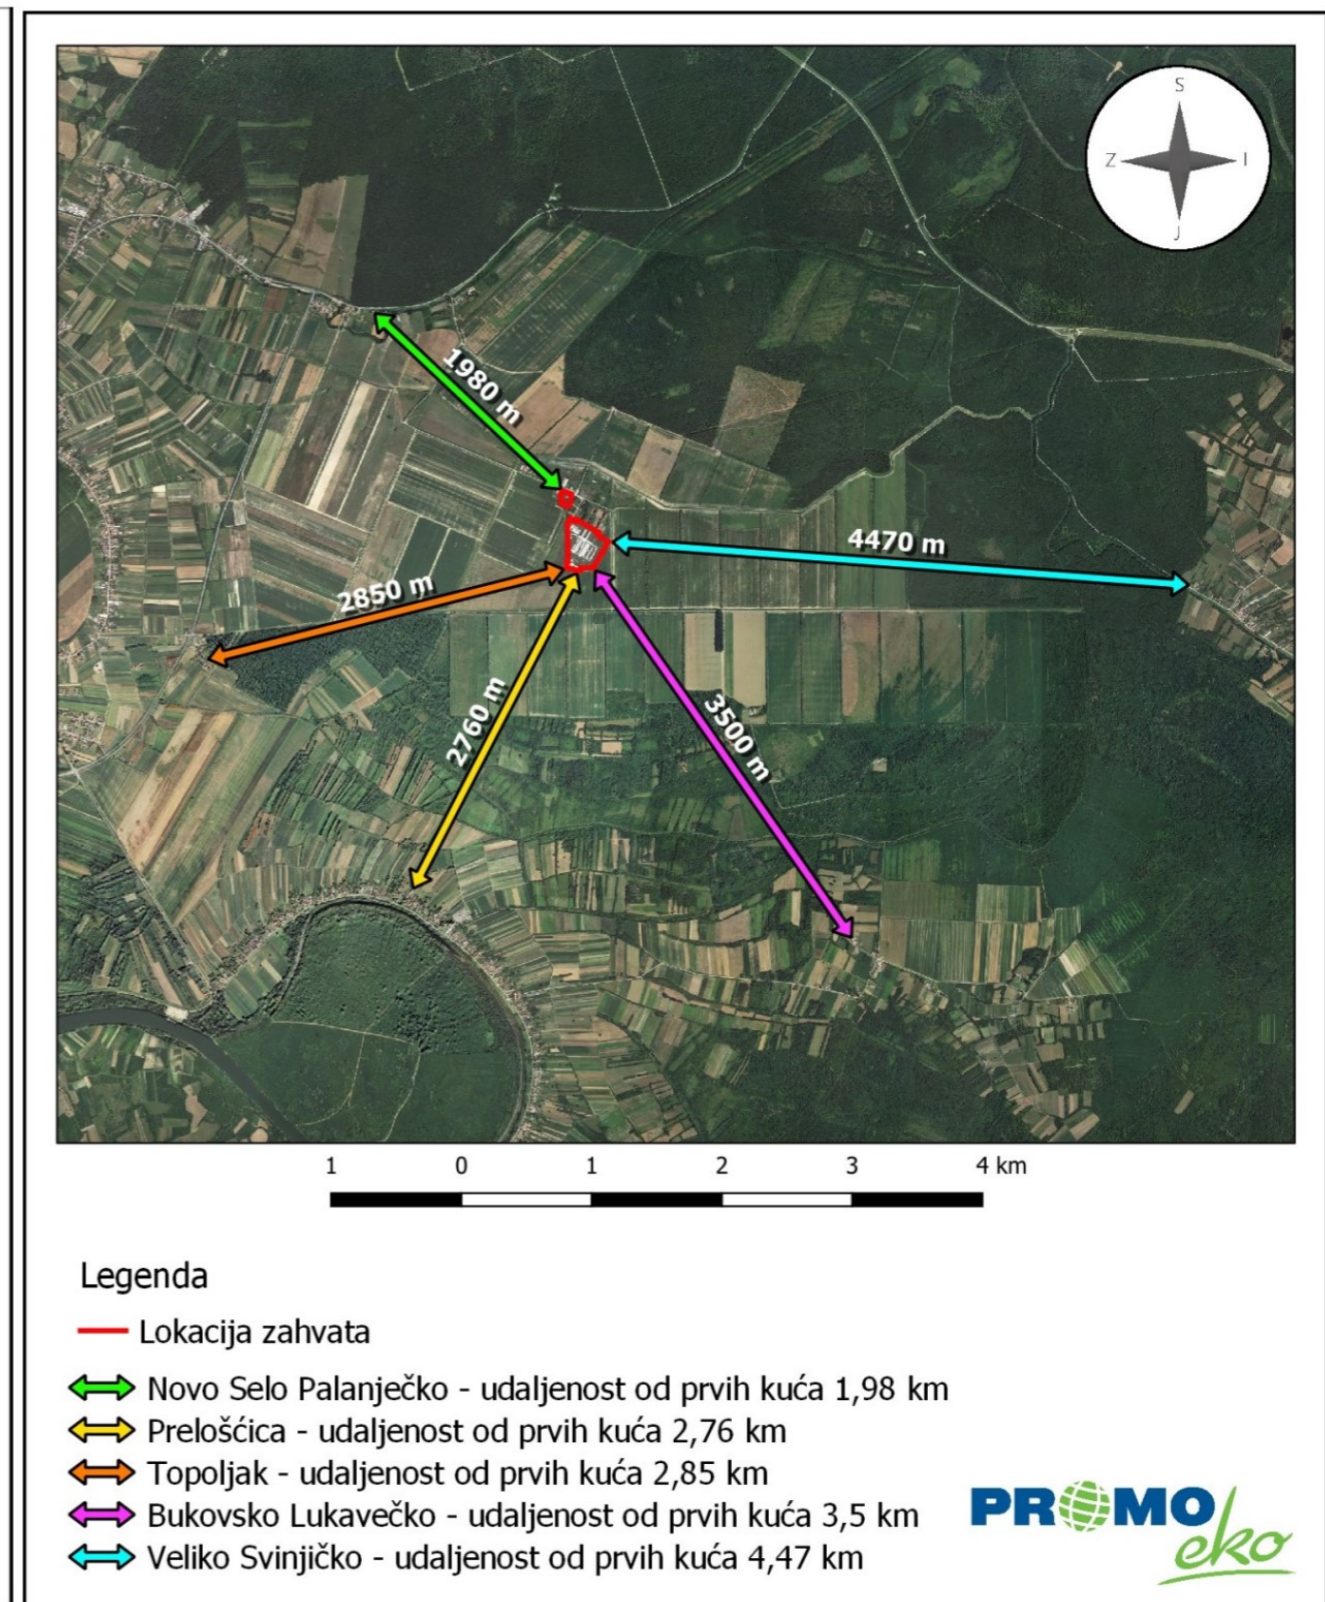 S
Z
I
J
1980 m
4470 m
2850 m
2760 m
3500 m
1 0 1 2 3 4 km
Legenda
Lokacija zahvata
Novo Selo Palanječko - udaljenost od prvih kuća 1,98 km
Prelošćica - udaljenost od prvih kuća 2,76 km
Topoljak - udaljenost od prvih kuća 2,85 km
Bukovsko Lukavečko - udaljenost od prvih kuća 3,5 km
Veliko Svinjičko - udaljenost od prvih kuća 4,47 km
PROMO
eko